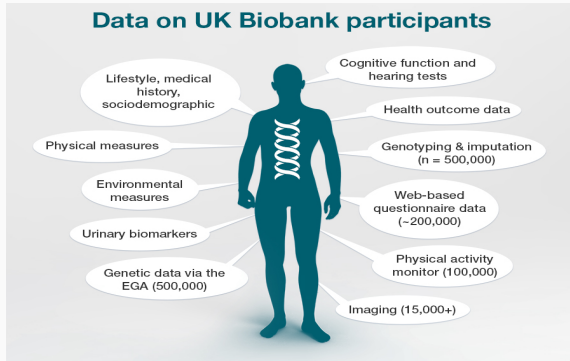 Data on UK Biobank participants
Lifestyle, medical
history,
sociodemographic
Physical measures
Environmental
measures
Urinary biomarkers
Genetic data via the
EGA (500,000)
Cognitive function and
hearing tests
Health outcome data
Genotyping & imputation
(n = 500,000)
Web-based
questionnaire data
(~200,000)
Physical activity
monitor (100,000)
Imaging (15,000+)